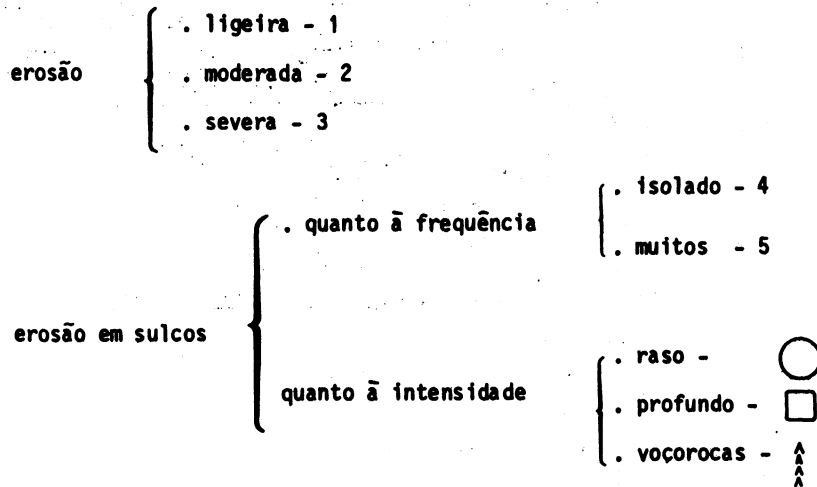 . ligeira - 1
erosão
. moderada - 2
. severa - 3
. isolado - 4
. quanto ã frequência
. muitos - 5
erosão em sulcos
. raso -
quanto ã intensidade
. profundo -
. voçorocas -